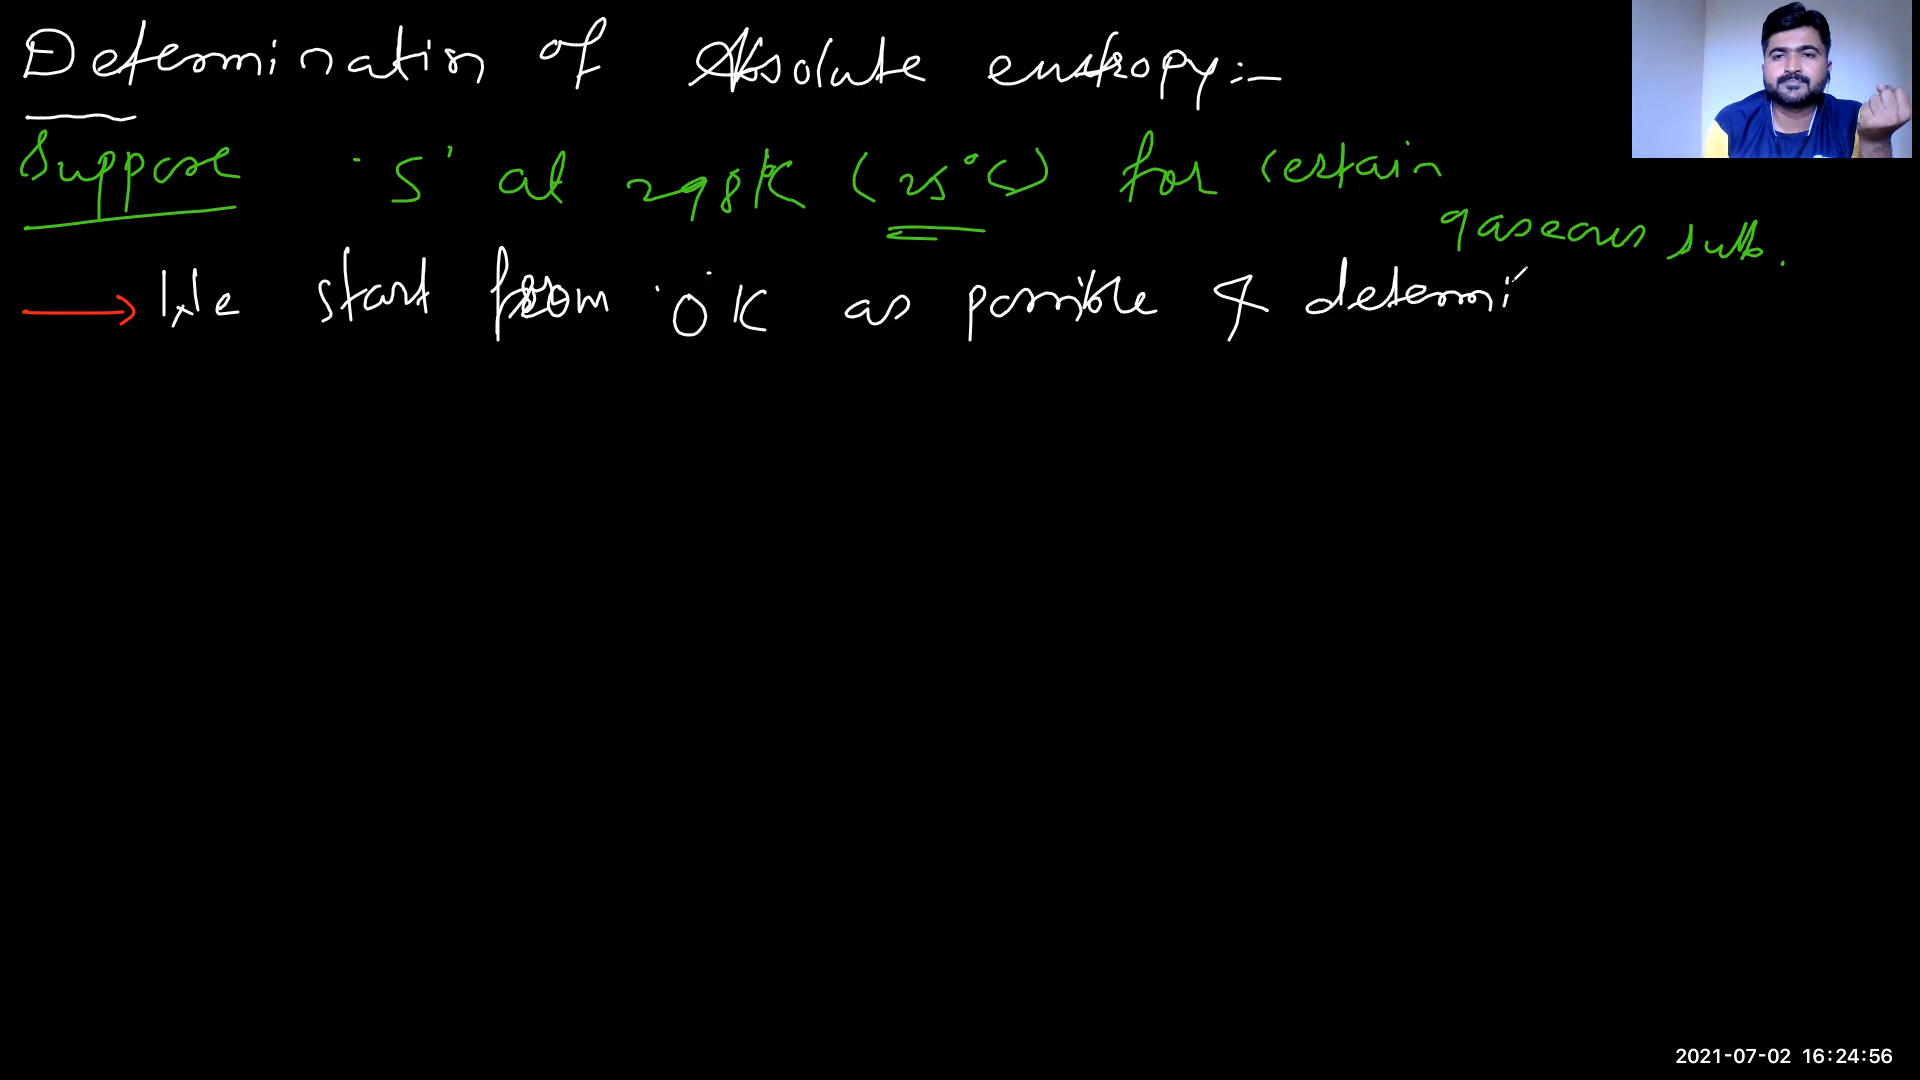 Determination of Absolute entropy:-
Suppose 'S' at 298K (25°C) for certain
gaseous sub.
We start from 0K as possible & determi
2021-07-02 16:24:56